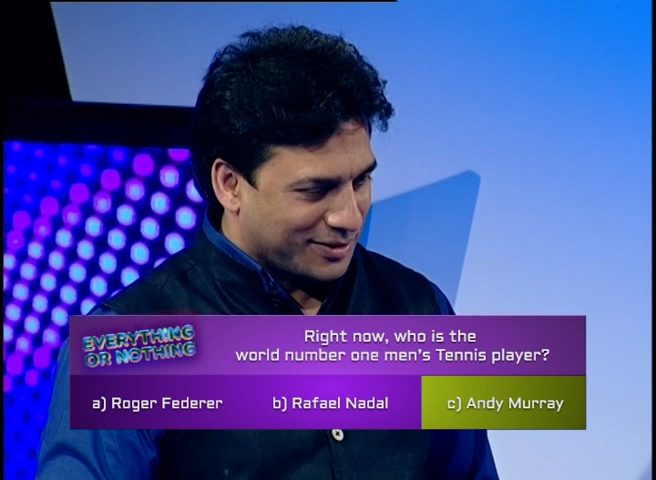 EVERYTHING
OR NOTHING
Right now, who is the
world number one men's Tennis player?
a) Roger Federer
b) Rafael Nadal
c) Andy Murray